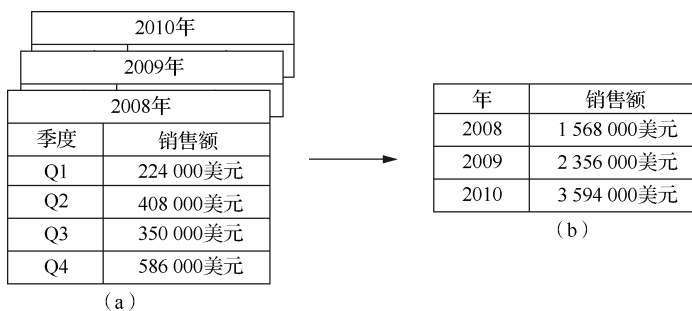 2010年
2009年
2008年
季度 销售额
Q1 224 000美元
Q2 408 000美元
Q3 350 000美元
Q4 586 000美元
(a)
年 销售额
2008 1 568 000美元
2009 2 356 000美元
2010 3 594 000美元
(b)